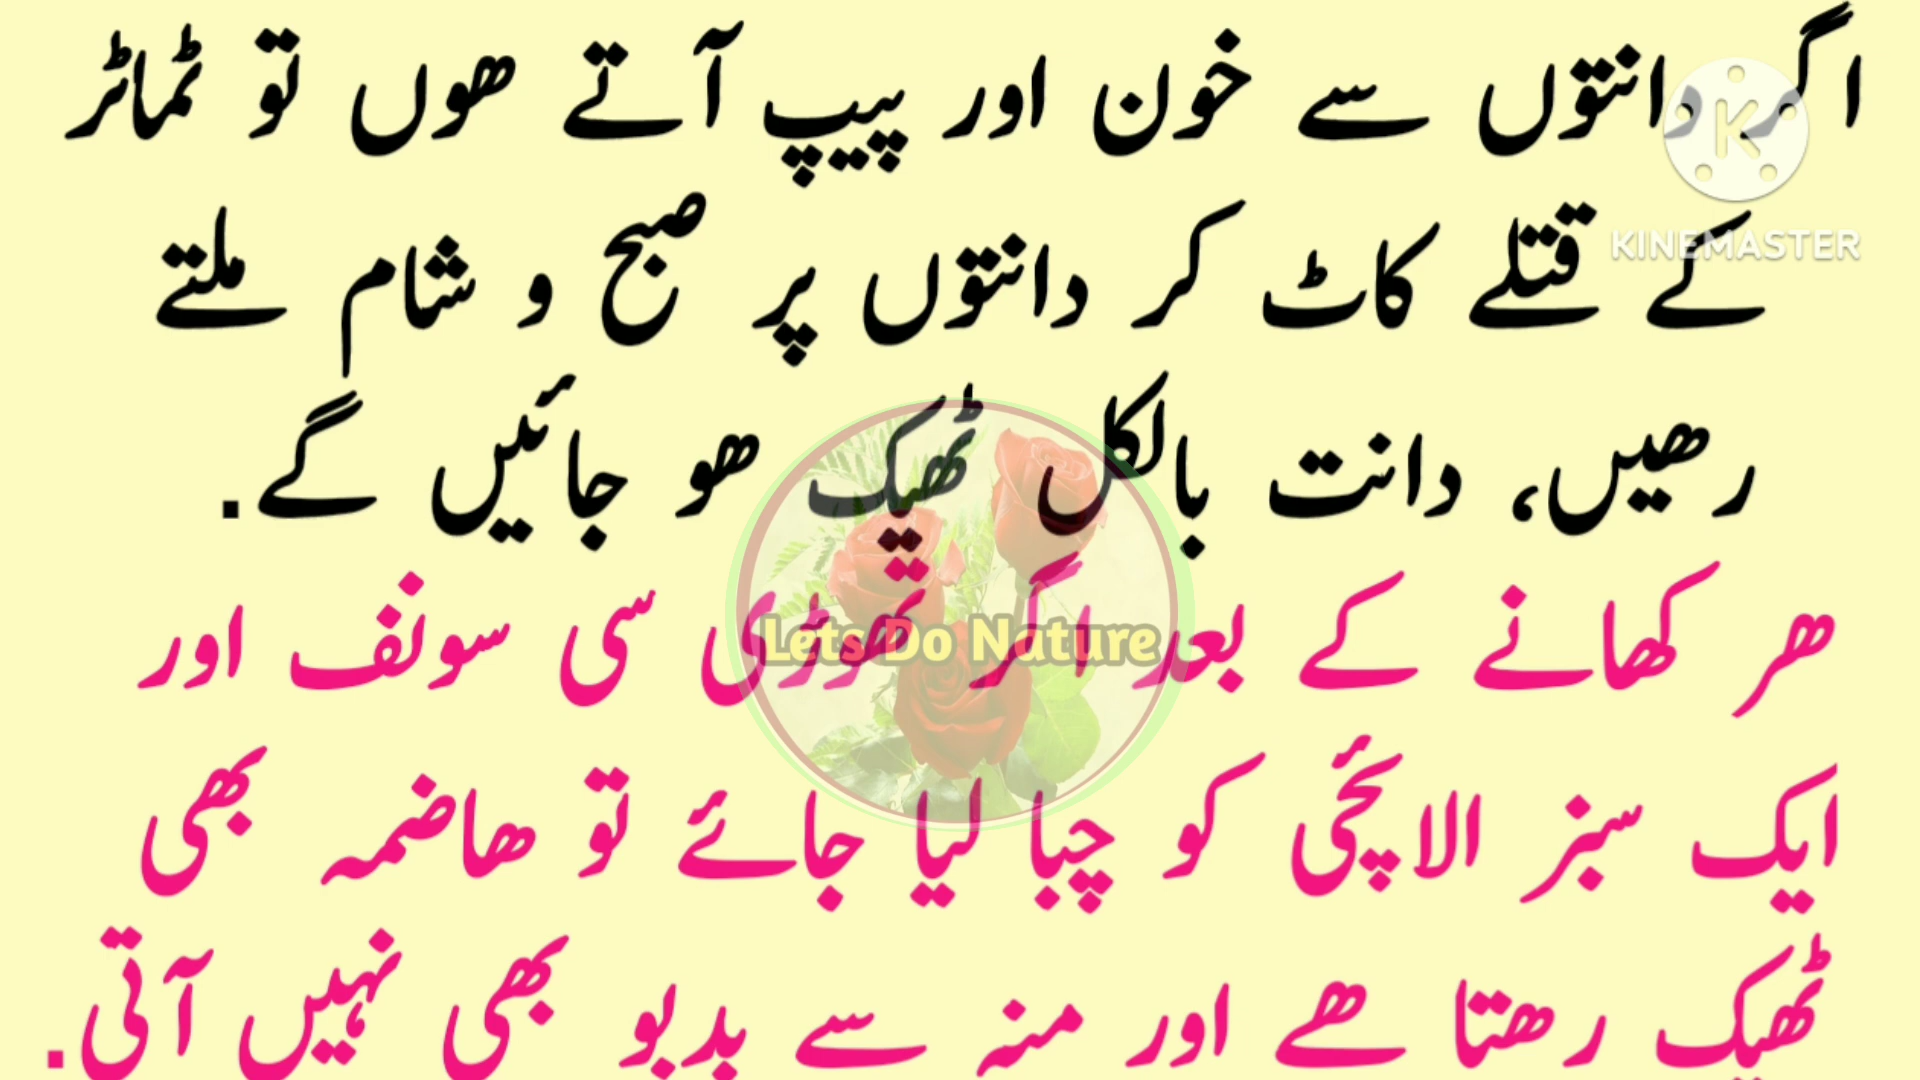 اگر دانتوں سے خون اور پیپ آتے ھوں تو ٹماٹر
کے قتلے کاٹ کر دانتوں پر صبح و شام ملتے
رھیں، دانت بالکل ٹھیک ھو جائیں گے.
ھر کھانے کے بعد اگر تھوڑی سی سونف اور
ایک سبز الائچی کو چبا لیا جائے تو ھاضمہ بھی
ٹھیک رھتا ھے اور منہ سے بدبو بھی نہیں آتی.
K
KINEMASTER
Lets Do Nature